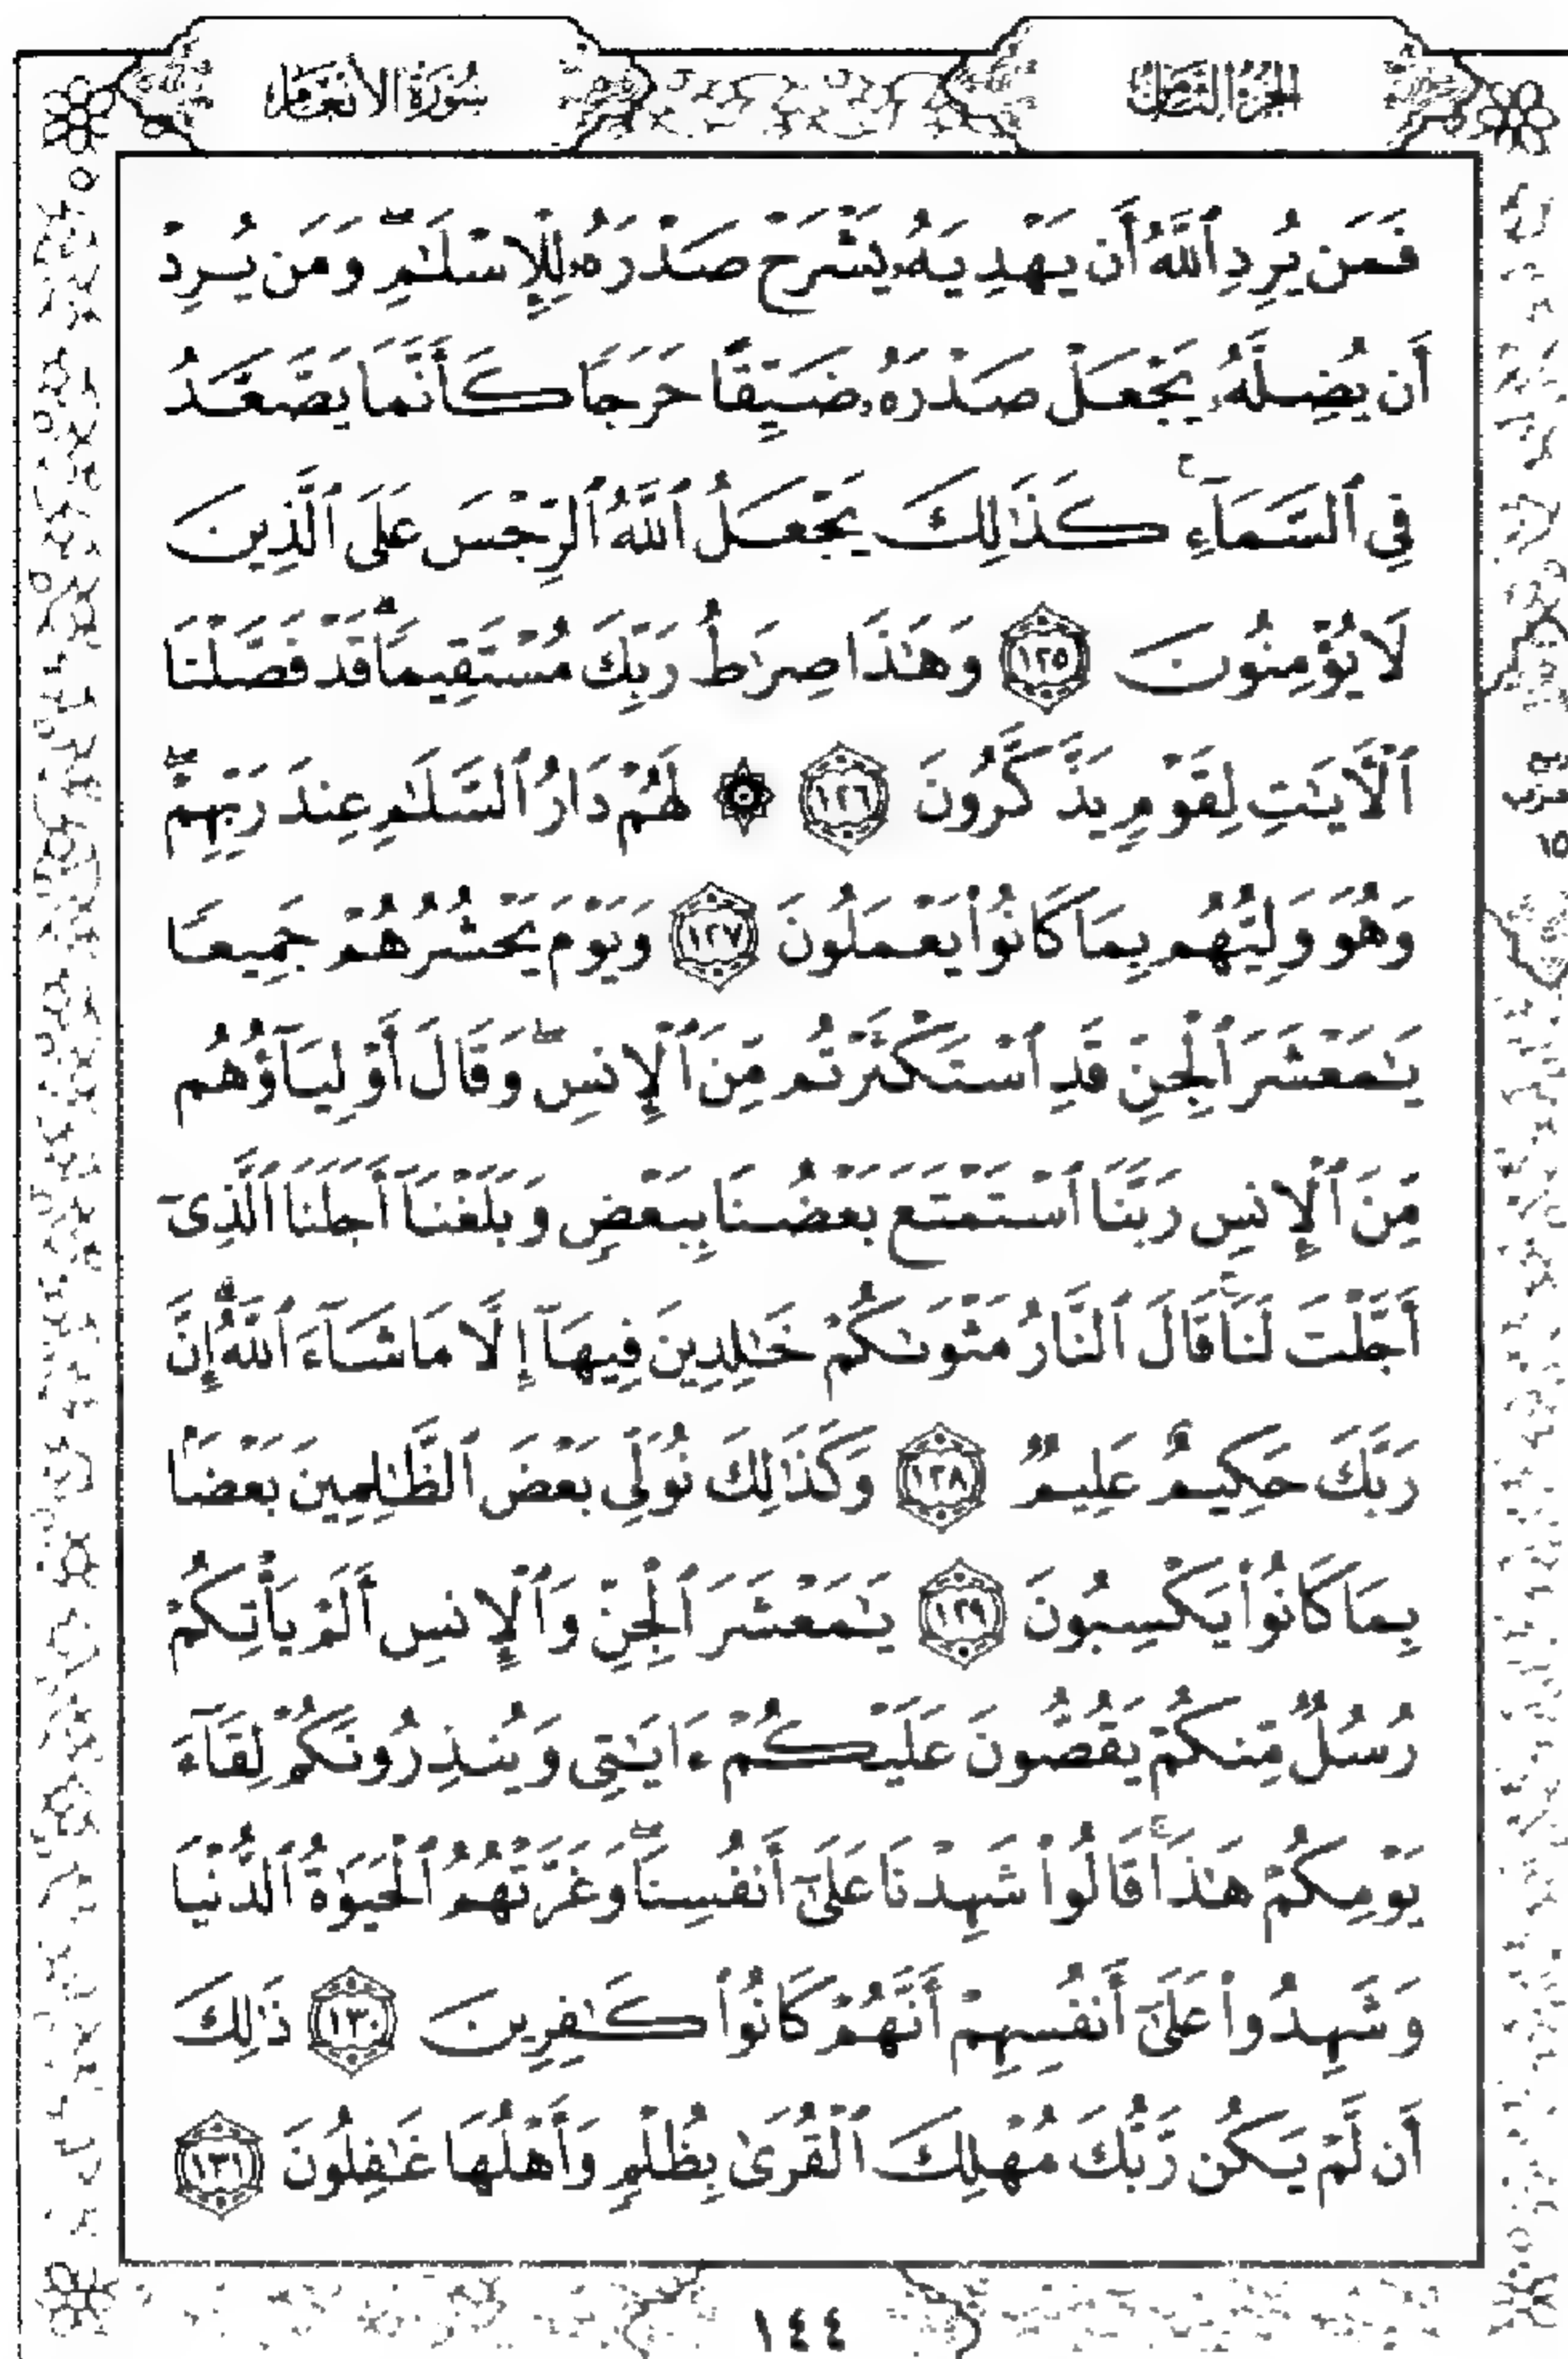 الجزء الثامن
سورة الأنعام
فَمَن يُرِدِ ٱللَّهُ أَن يَهْدِيَهُۥ يَشْرَحْ صَدْرَهُۥ لِلْإِسْلَٰمِ ۖ وَمَن يُرِدْ
أَن يُضِلَّهُۥ يَجْعَلْ صَدْرَهُۥ ضَيِّقًا حَرَجًا كَأَنَّمَا يَصَّعَّدُ
فِي ٱلسَّمَآءِ ۚ كَذَٰلِكَ يَجْعَلُ ٱللَّهُ ٱلرِّجْسَ عَلَى ٱلَّذِينَ
لَا يُؤْمِنُونَ ١٢٥ وَهَٰذَا صِرَٰطُ رَبِّكَ مُسْتَقِيمًا ۗ قَدْ فَصَّلْنَا
ٱلْءَايَٰتِ لِقَوْمٍ يَذَّكَّرُونَ ١٢٦ ۞ لَهُمْ دَارُ ٱلسَّلَٰمِ عِندَ رَبِّهِمْ ۖ
وَهُوَ وَلِيُّهُم بِمَا كَانُوا۟ يَعْمَلُونَ ١٢٧ وَيَوْمَ يَحْشُرُهُمْ جَمِيعًا
يَٰمَعْشَرَ ٱلْجِنِّ قَدِ ٱسْتَكْثَرْتُم مِّنَ ٱلْإِنسِ ۖ وَقَالَ أَوْلِيَآؤُهُم
مِّنَ ٱلْإِنسِ رَبَّنَا ٱسْتَمْتَعَ بَعْضُنَا بِبَعْضٍ وَبَلَغْنَآ أَجَلَنَا ٱلَّذِىٓ
أَجَّلْتَ لَنَا ۚ قَالَ ٱلنَّارُ مَثْوَىٰكُمْ خَٰلِدِينَ فِيهَآ إِلَّا مَا شَآءَ ٱللَّهُ ۗ إِنَّ
رَبَّكَ حَكِيمٌ عَلِيمٌ ١٢٨ وَكَذَٰلِكَ نُوَلِّى بَعْضَ ٱلظَّٰلِمِينَ بَعْضًۢا
بِمَا كَانُوا۟ يَكْسِبُونَ ١٢٩ يَٰمَعْشَرَ ٱلْجِنِّ وَٱلْإِنسِ أَلَمْ يَأْتِكُمْ
رُسُلٌ مِّنكُمْ يَقُصُّونَ عَلَيْكُمْ ءَايَٰتِى وَيُنذِرُونَكُمْ لِقَآءَ
يَوْمِكُمْ هَٰذَا ۚ قَالُوا۟ شَهِدْنَا عَلَىٰٓ أَنفُسِنَا ۖ وَغَرَّتْهُمُ ٱلْحَيَوٰةُ ٱلدُّنْيَا
وَشَهِدُوا۟ عَلَىٰٓ أَنفُسِهِمْ أَنَّهُمْ كَانُوا۟ كَٰفِرِينَ ١٣٠ ذَٰلِكَ
أَن لَّمْ يَكُن رَّبُّكَ مُهْلِكَ ٱلْقُرَىٰ بِظُلْمٍ وَأَهْلُهَا غَٰفِلُونَ ١٣١
١٤٤